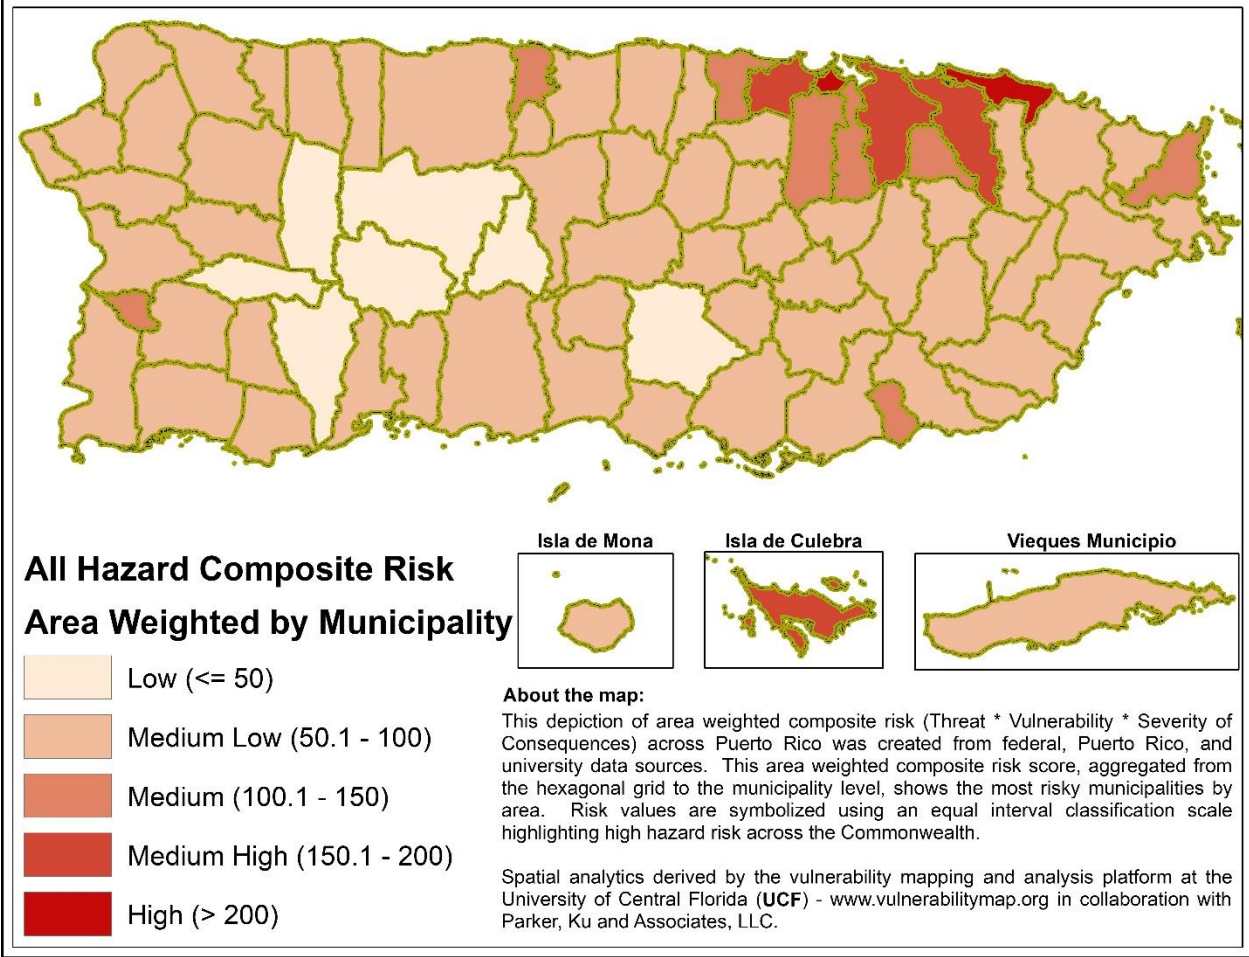 Isla de Mona
Isla de Culebra
Vieques Municipio
All Hazard Composite Risk
Area Weighted by Municipality
Low (<= 50)
Medium Low (50.1 - 100)
Medium (100.1 - 150)
Medium High (150.1 - 200)
High (> 200)
About the map:
This depiction of area weighted composite risk (Threat * Vulnerability * Severity of
Consequences) across Puerto Rico was created from federal, Puerto Rico, and
university data sources. This area weighted composite risk score, aggregated from
the hexagonal grid to the municipality level, shows the most risky municipalities by
area. Risk values are symbolized using an equal interval classification scale
highlighting high hazard risk across the Commonwealth.
Spatial analytics derived by the vulnerability mapping and analysis platform at the
University of Central Florida (UCF) - www.vulnerabilitymap.org in collaboration with
Parker, Ku and Associates, LLC.